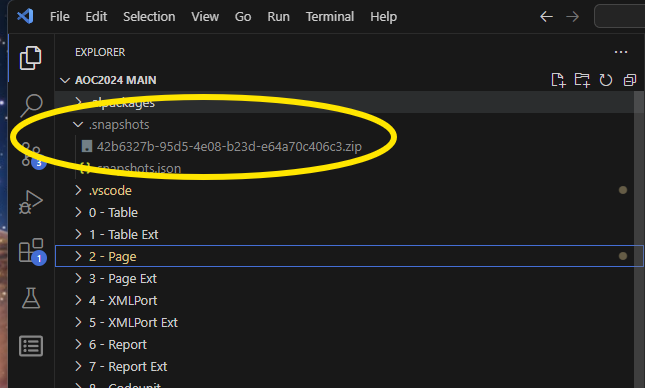 File Edit Selection View Go Run Terminal Help
EXPLORER
AOC2024 MAIN
.alpackages
.snapshots
42b6327b-95d5-4e08-b23d-e64a70c406c3.zip
{} snapshots.json
3
.vscode
0 - Table
1 - Table Ext
1
2 - Page
3 - Page Ext
4 - XMLPort
5 - XMLPort Ext
6 - Report
7 - Report Ext
8 - Codeunit